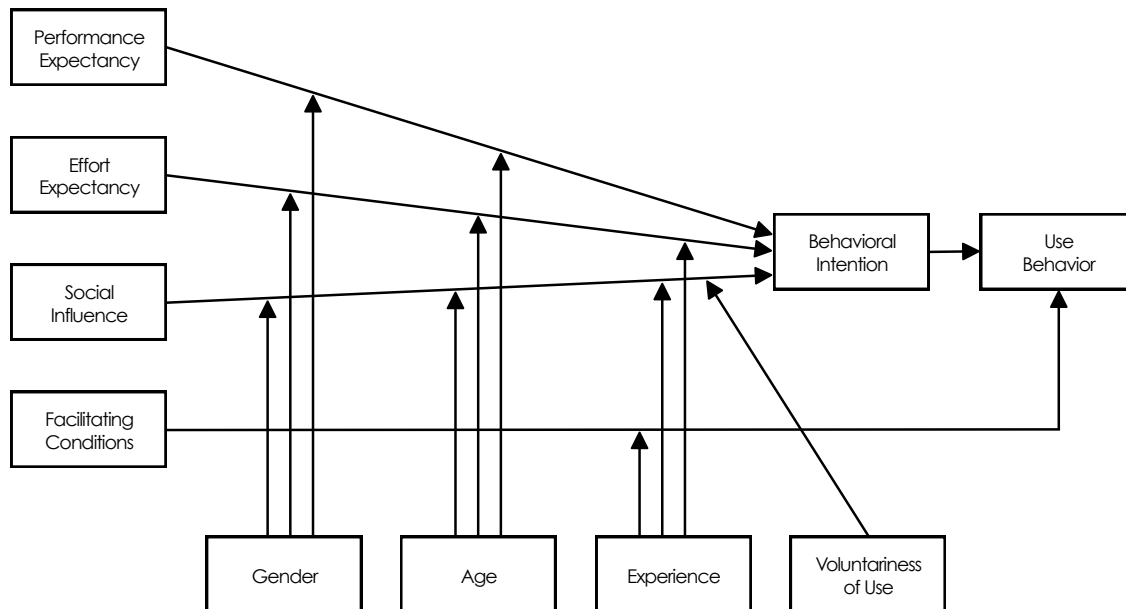 Performance
Expectancy
Effort
Expectancy
Social
Influence
Facilitating
Conditions
Behavioral
Intention
Use
Behavior
Gender
Age
Experience
Voluntariness
of Use